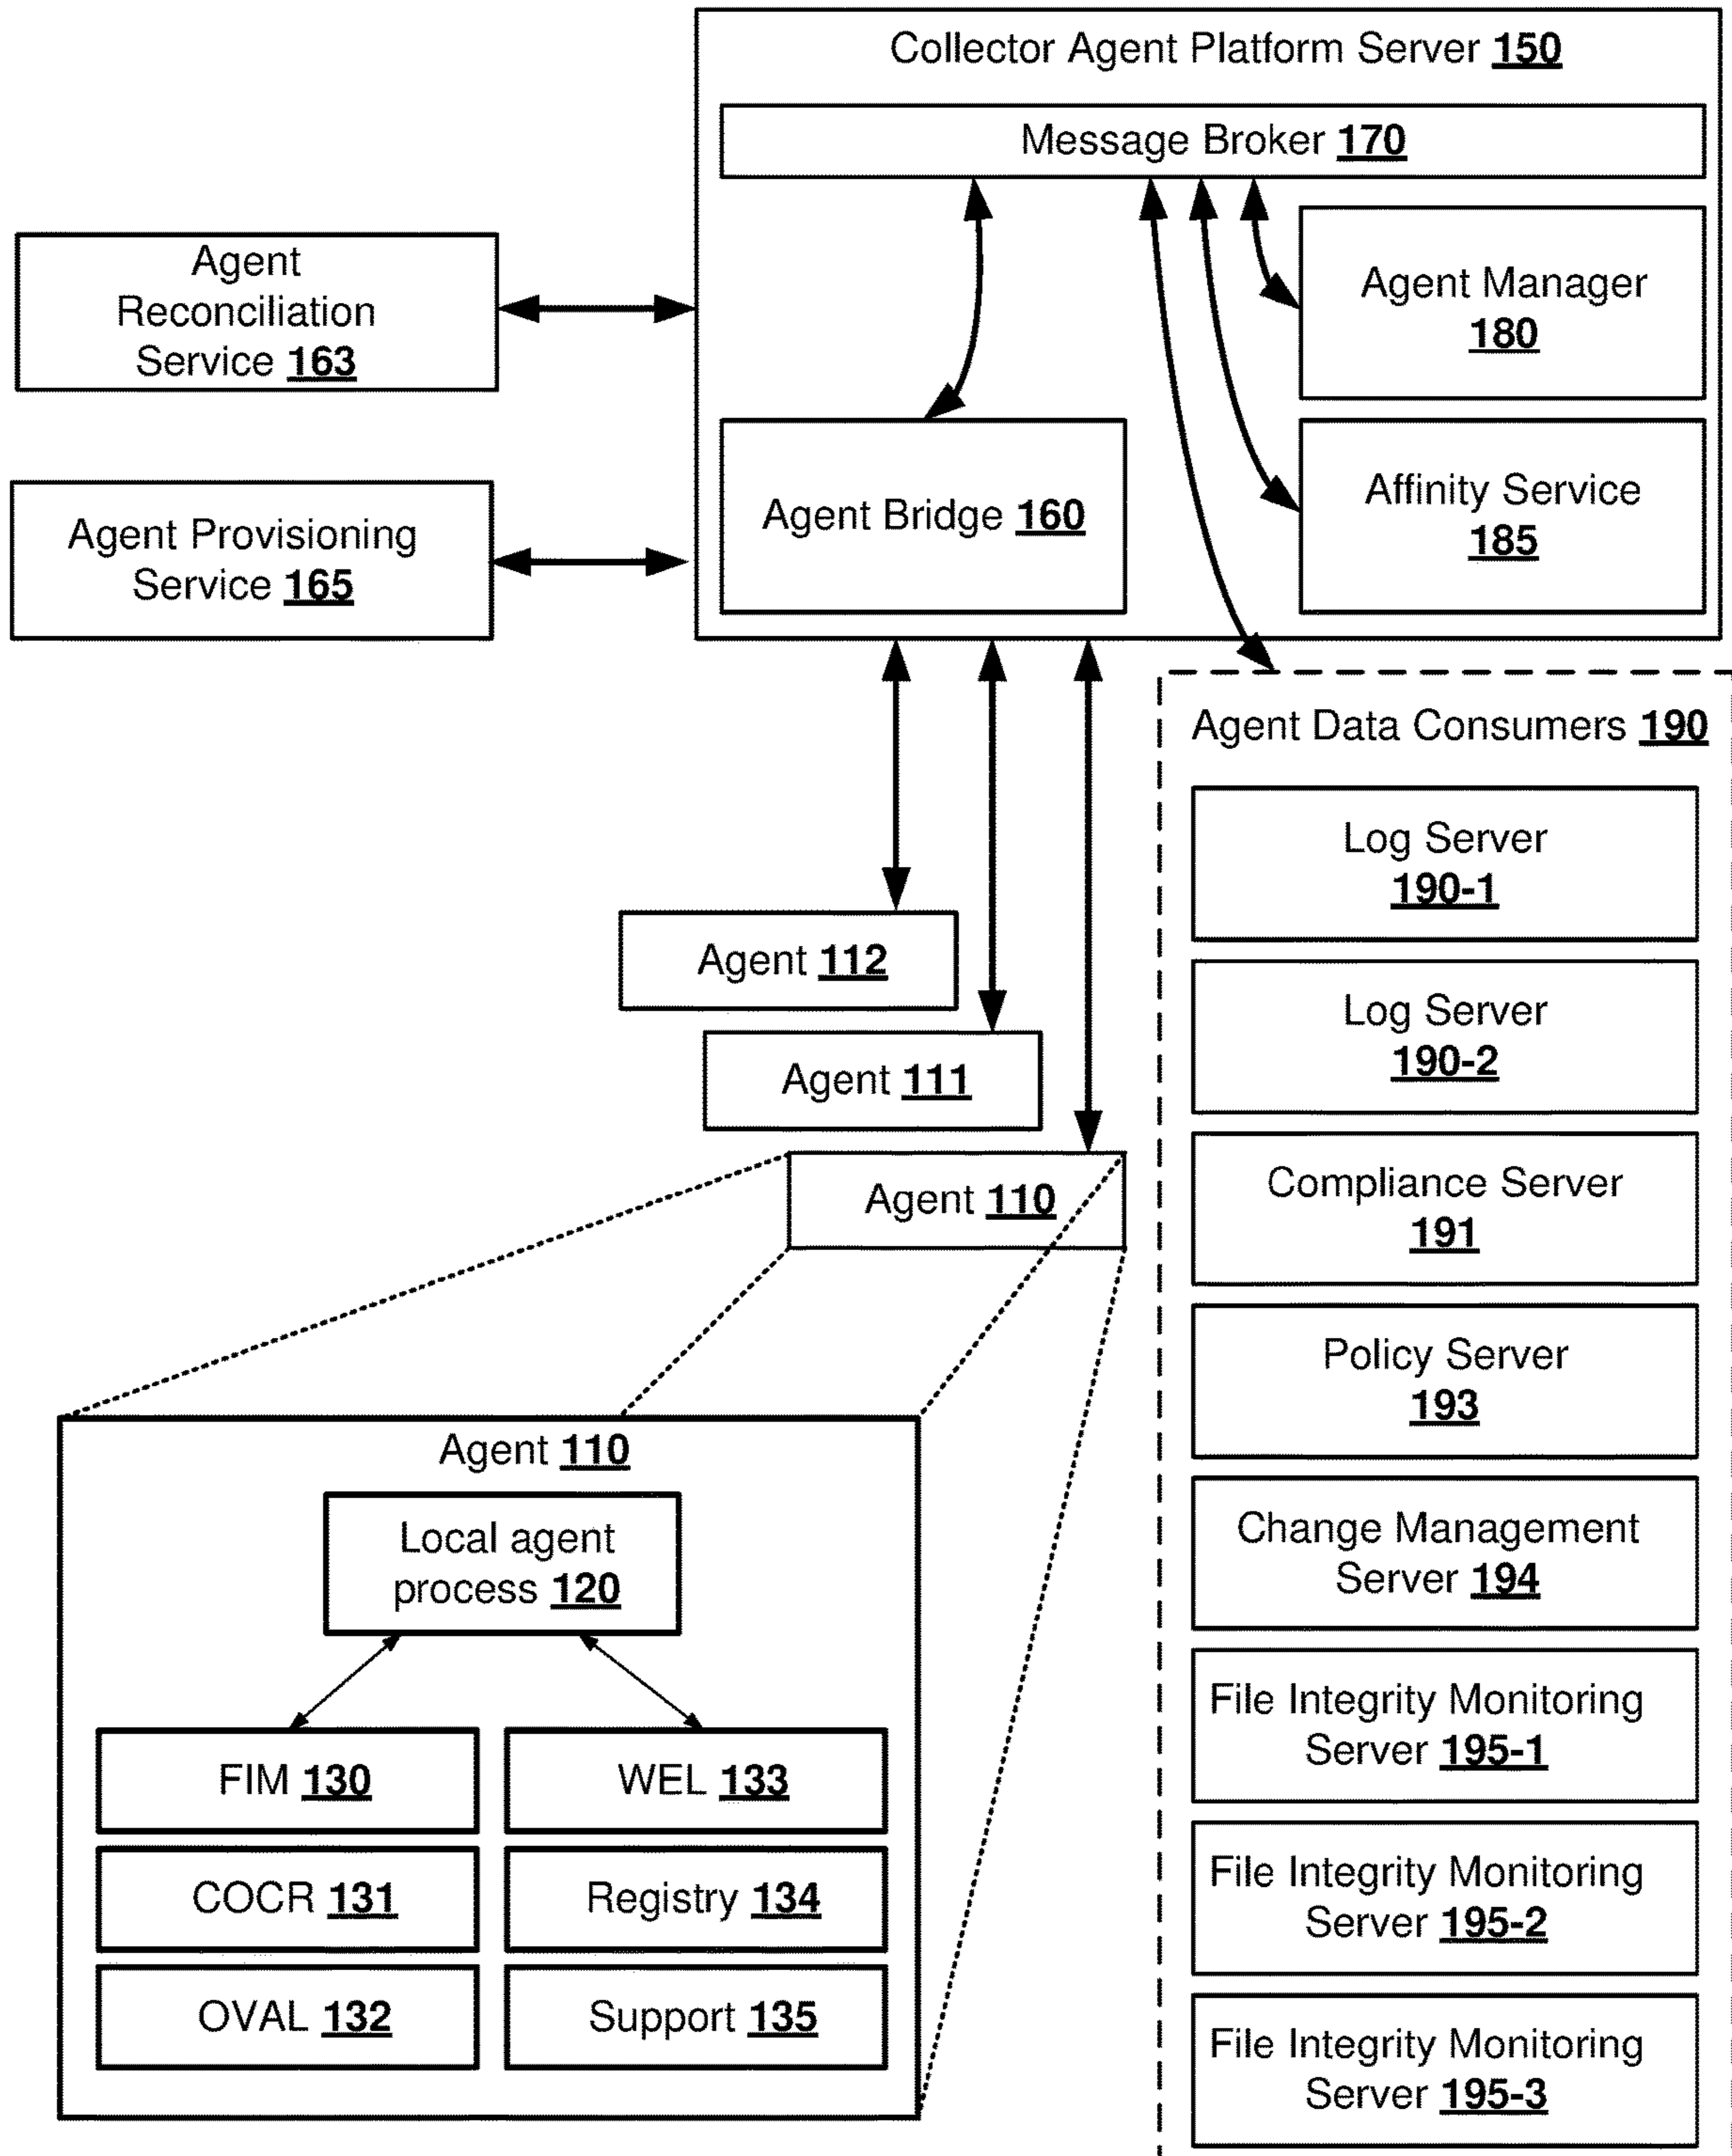 Collector Agent Platform Server 150
Message Broker 170
Agent
Reconciliation
Service 163
Agent Manager
180
Agent Provisioning
Service 165
Agent Bridge 160
Affinity Service
185
Agent Data Consumers 190
Log Server
190-1
Log Server
190-2
Compliance Server
191
Policy Server
193
Change Management
Server 194
File Integrity Monitoring
Server 195-1
File Integrity Monitoring
Server 195-2
File Integrity Monitoring
Server 195-3
Agent 112
Agent 111
Agent 110
Agent 110
Local agent
process 120
FIM 130
WEL 133
COCR 131
Registry 134
OVAL 132
Support 135